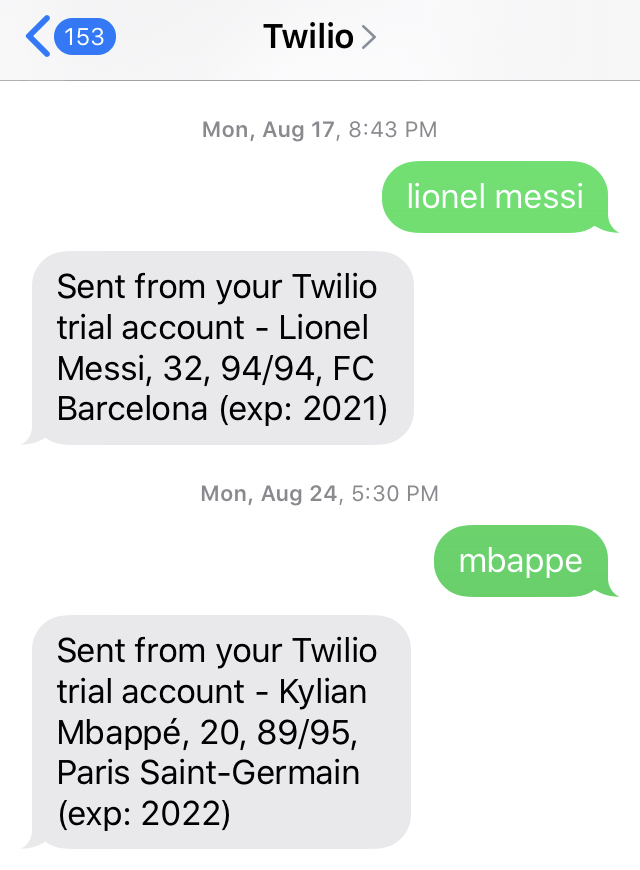 153
Twilio
Mon, Aug 17, 8:43 PM
lionel messi
Sent from your Twilio
trial account - Lionel
Messi, 32, 94/94, FC
Barcelona (exp: 2021)
Mon, Aug 24, 5:30 PM
mbappe
Sent from your Twilio
trial account - Kylian
Mbappé, 20, 89/95,
Paris Saint-Germain
(exp: 2022)